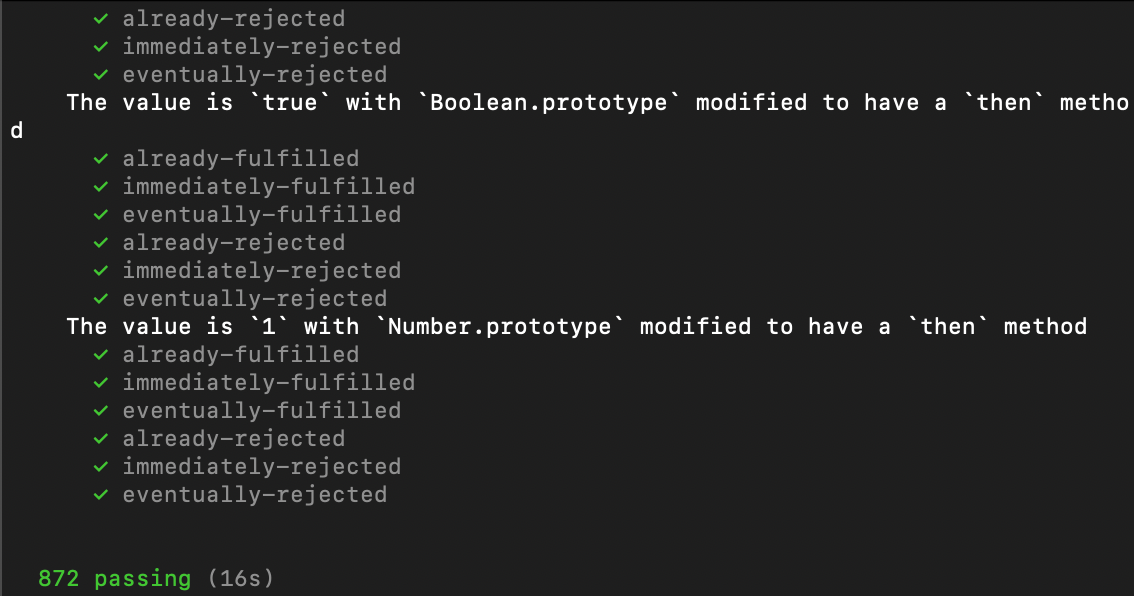 ✓ already-rejected
✓ immediately-rejected
✓ eventually-rejected
The value is `true` with `Boolean.prototype` modified to have a `then` metho
d
✓ already-fulfilled
✓ immediately-fulfilled
✓ eventually-fulfilled
✓ already-rejected
✓ immediately-rejected
✓ eventually-rejected
The value is `1` with `Number.prototype` modified to have a `then` method
✓ already-fulfilled
✓ immediately-fulfilled
✓ eventually-fulfilled
✓ already-rejected
✓ immediately-rejected
✓ eventually-rejected
872 passing (16s)